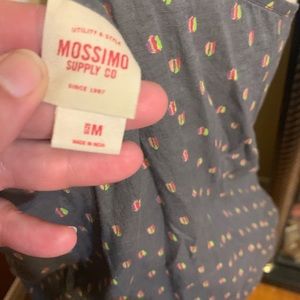 UTILITY & STYLE
MOSSIMO
SUPPLY CO
SINCE 1987
M
MADE IN INDIA